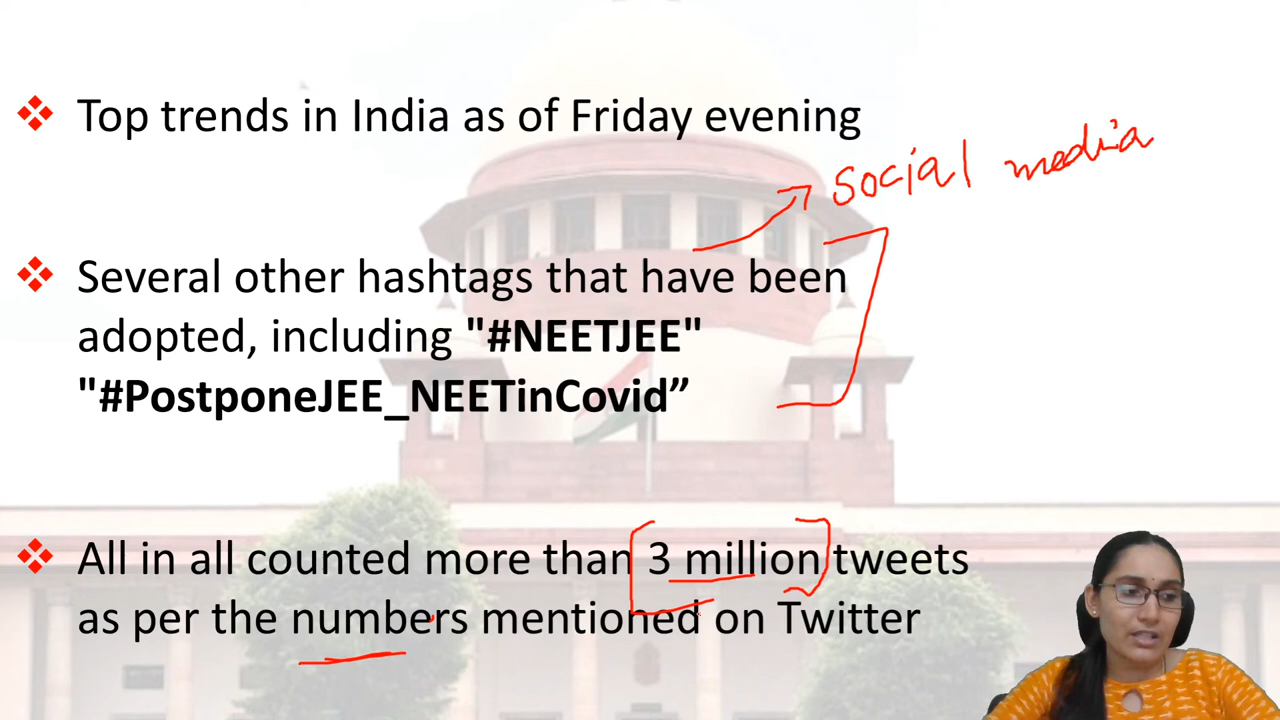 Top trends in India as of Friday evening
social media
Several other hashtags that have been
adopted, including "#NEETJEE"
"#PostponeJEE_NEETinCovid”
All in all counted more than 3 million tweets
as per the numbers mentioned on Twitter